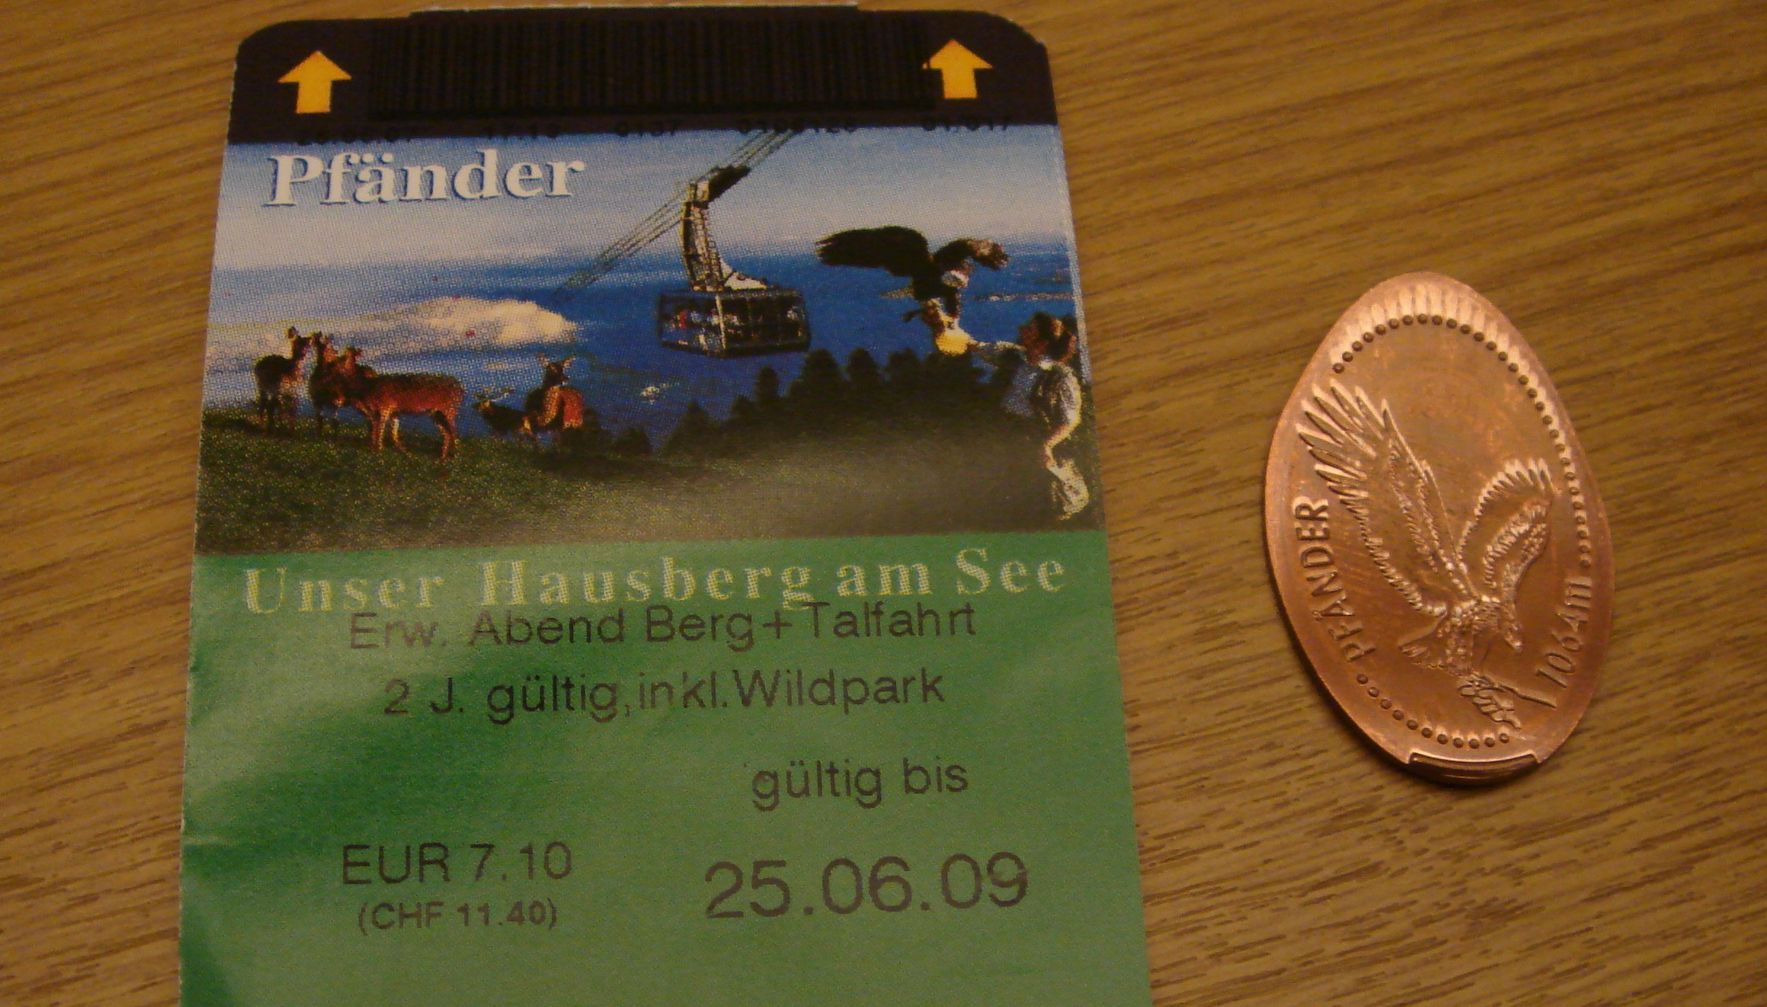 Pfänder
Unser Hausberg am See
Erw. Abend Berg+Talfahrt
2 J. gültig,inkl.Wildpark
gültig bis
EUR 7.10
(CHF 11.40)
25.06.09
PFÄNDER
1064m